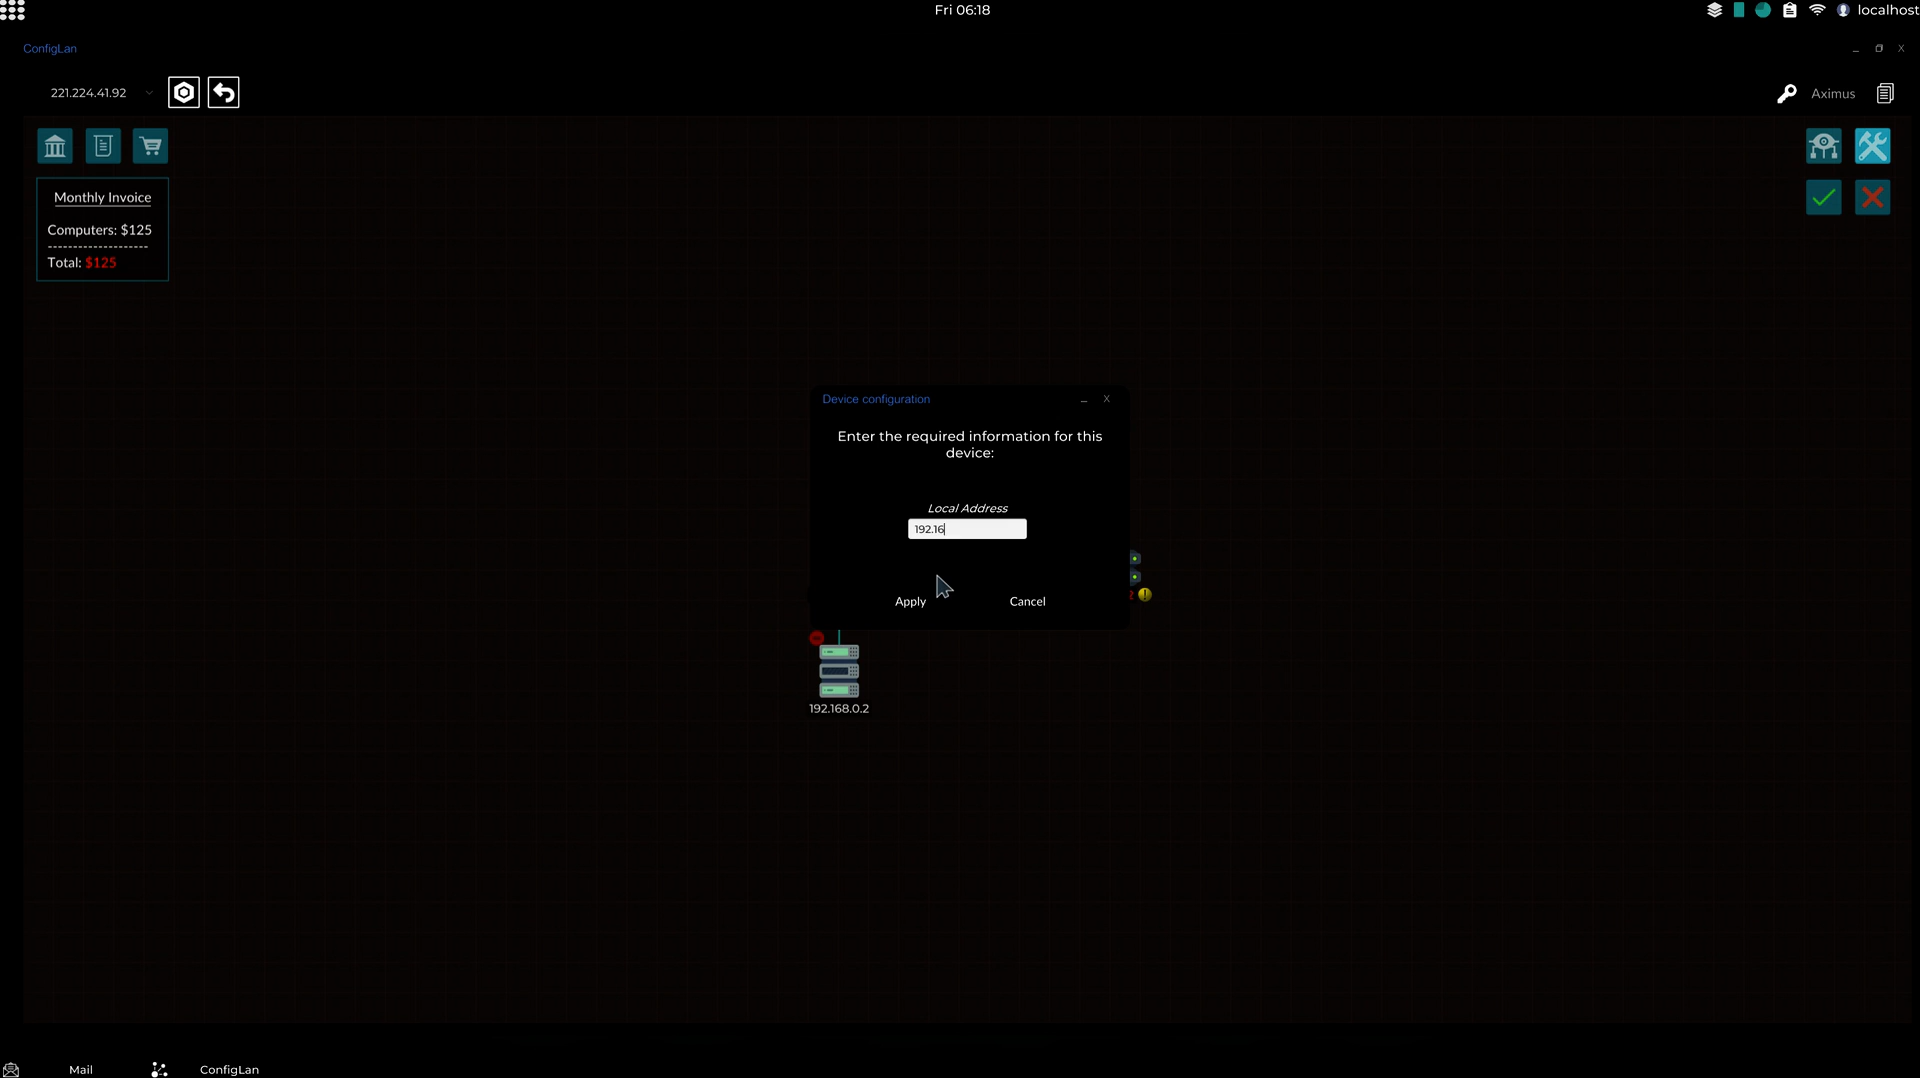 Fri 06:18
localhost
ConfigLan
_ X
221.224.41.92
Aximus
Monthly Invoice
Computers: $125
--------------------
Total: $125
Device configuration
_ X
Enter the required information for this
device:
Local Address
192.16
Apply
Cancel
192.168.0.2
Mail
ConfigLan